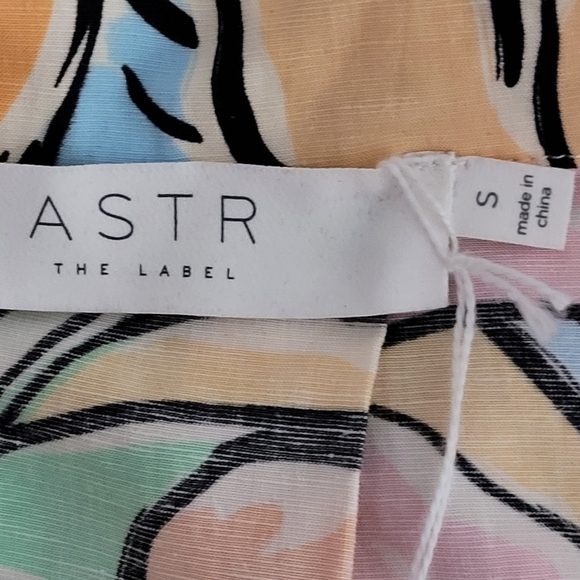 ASTR
THE LABEL
S
made in
china